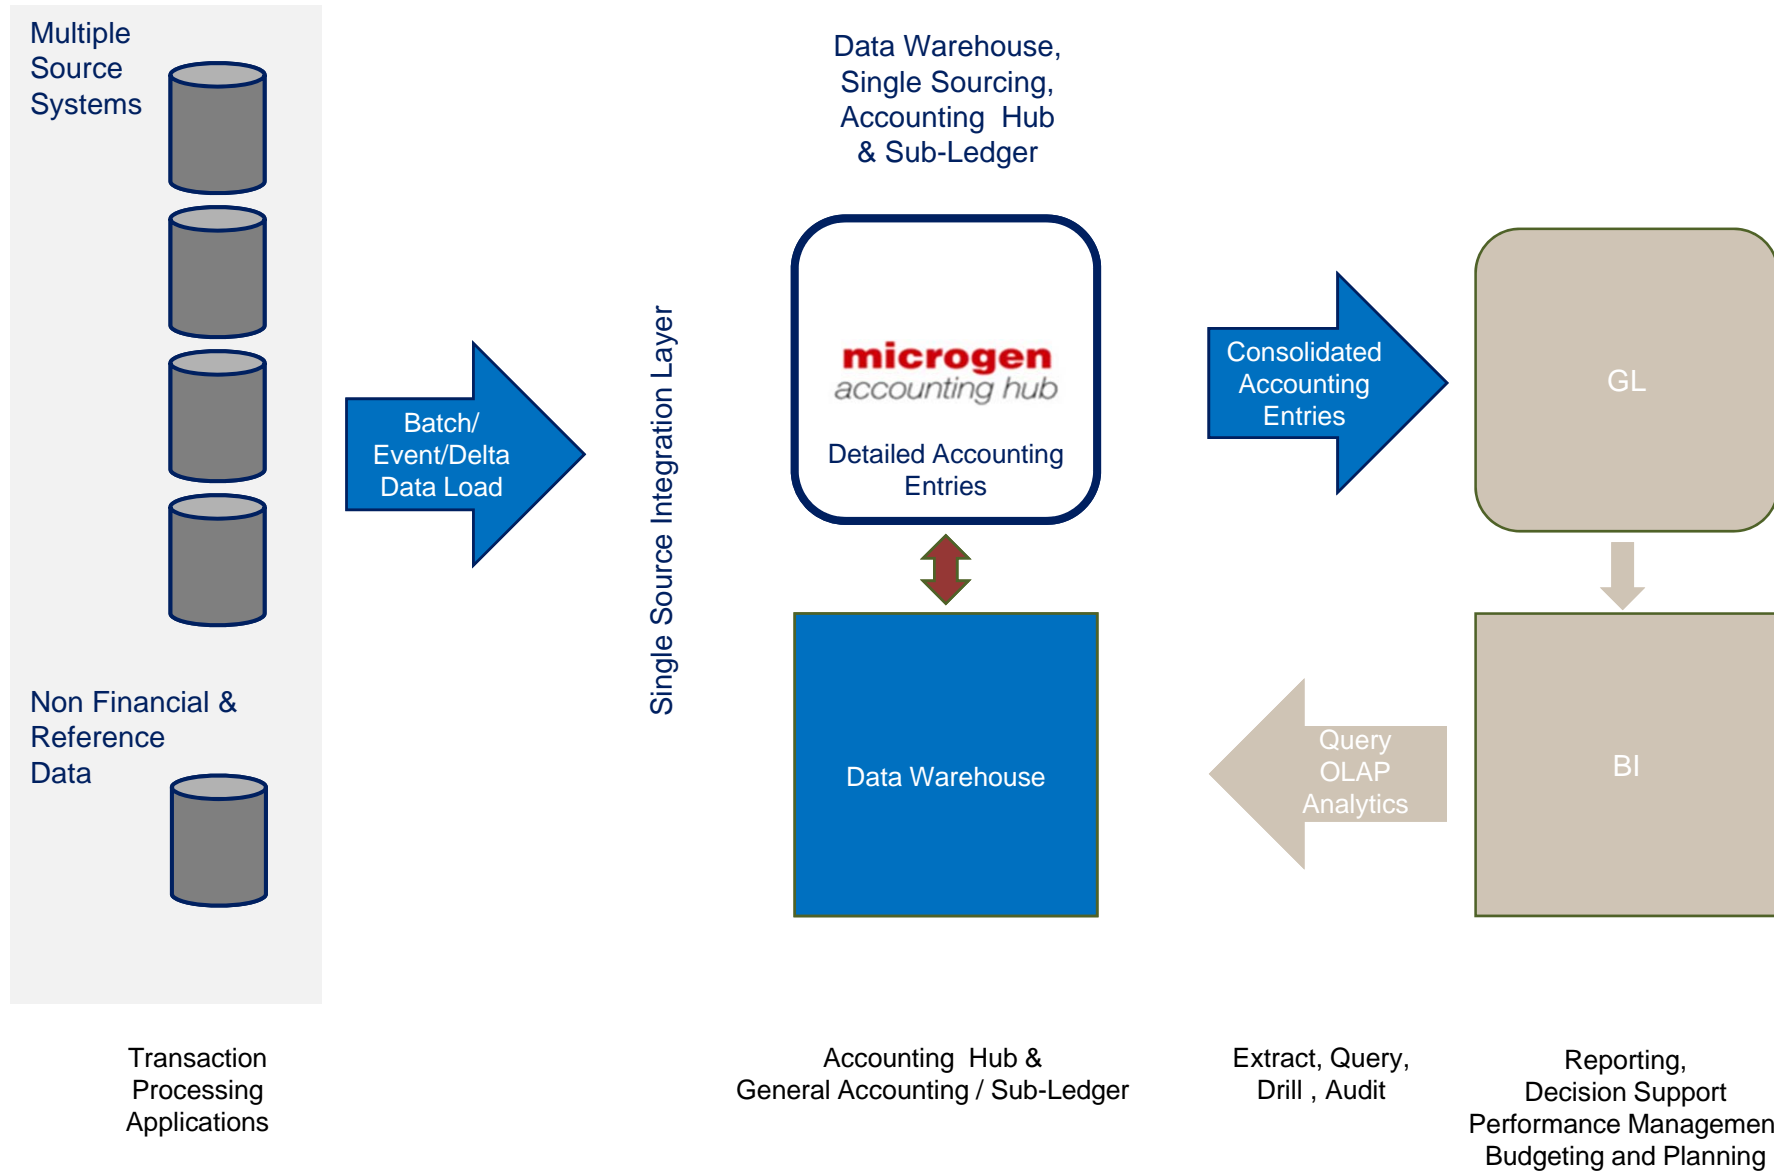 Multiple
Source
Systems
Data Warehouse,
Single Sourcing,
Accounting Hub
& Sub-Ledger
Batch/
Event/Delta
Data Load
Single Source Integration Layer
microgen
accounting hub
Detailed Accounting
Entries
Consolidated
Accounting
Entries
GL
Non Financial &
Reference
Data
Data Warehouse
Query
OLAP
Analytics
BI
Transaction
Processing
Applications
Accounting Hub &
General Accounting / Sub-Ledger
Extract, Query,
Drill , Audit
Reporting,
Decision Support
Performance Managemen
Budgeting and Planning